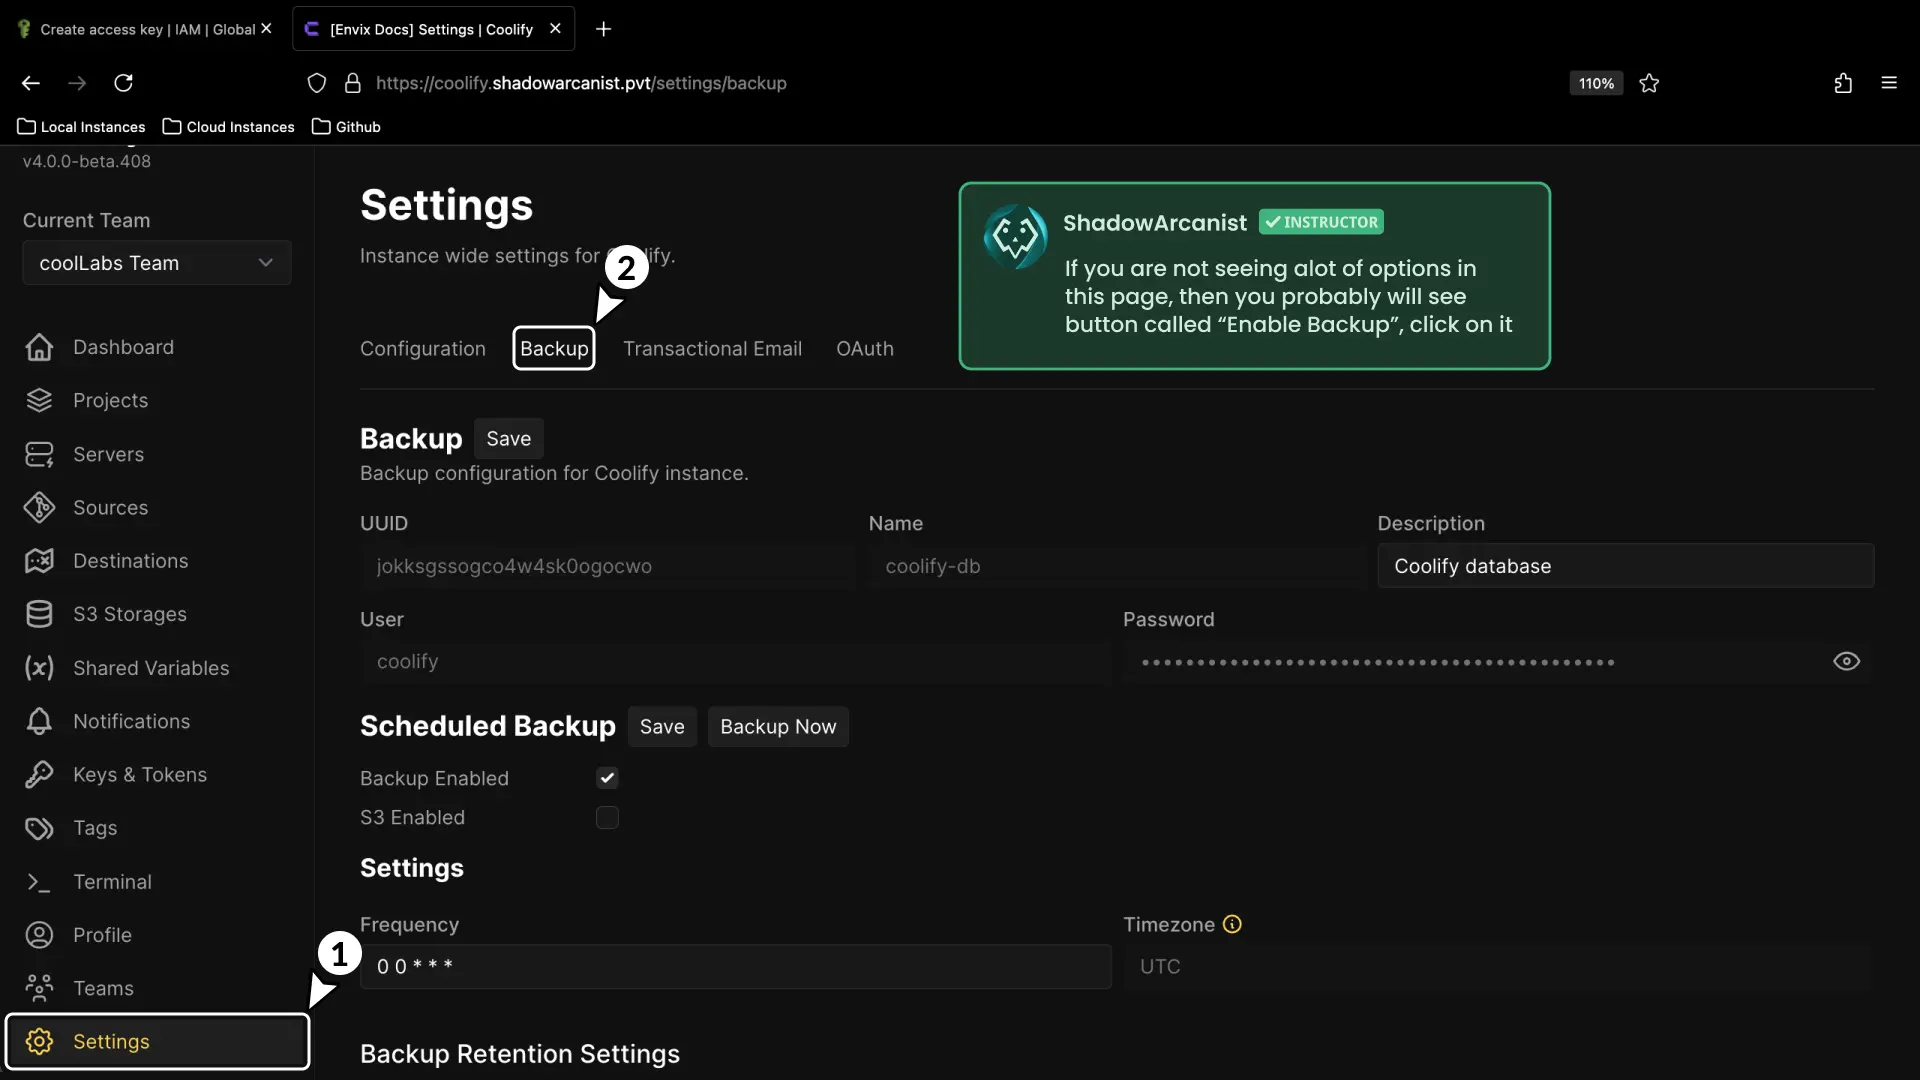 Create access key | IAM | Global
[Envix Docs] Settings | Coolify
https://coolify.shadowarcanist.pvt/settings/backup
110%
Local Instances
Cloud Instances
Github
v4.0.0-beta.408
Current Team
coolLabs Team
Dashboard
Projects
Servers
Sources
Destinations
S3 Storages
Shared Variables
Notifications
Keys & Tokens
Tags
Terminal
Profile
Teams
1
Settings
Settings
Instance wide settings for
ify.
2
Configuration
Backup
Transactional Email
OAuth
ShadowArcanist
INSTRUCTOR
If you are not seeing alot of options in
this page, then you probably will see
button called “Enable Backup”, click on it
Backup
Save
Backup configuration for Coolify instance.
UUID
Name
Description
jokksgssogco4w4sk0ogocwo
coolify-db
Coolify database
User
Password
coolify
Scheduled Backup
Save
Backup Now
Backup Enabled
S3 Enabled
Settings
Frequency
Timezone
0 0 * * *
UTC
Backup Retention Settings